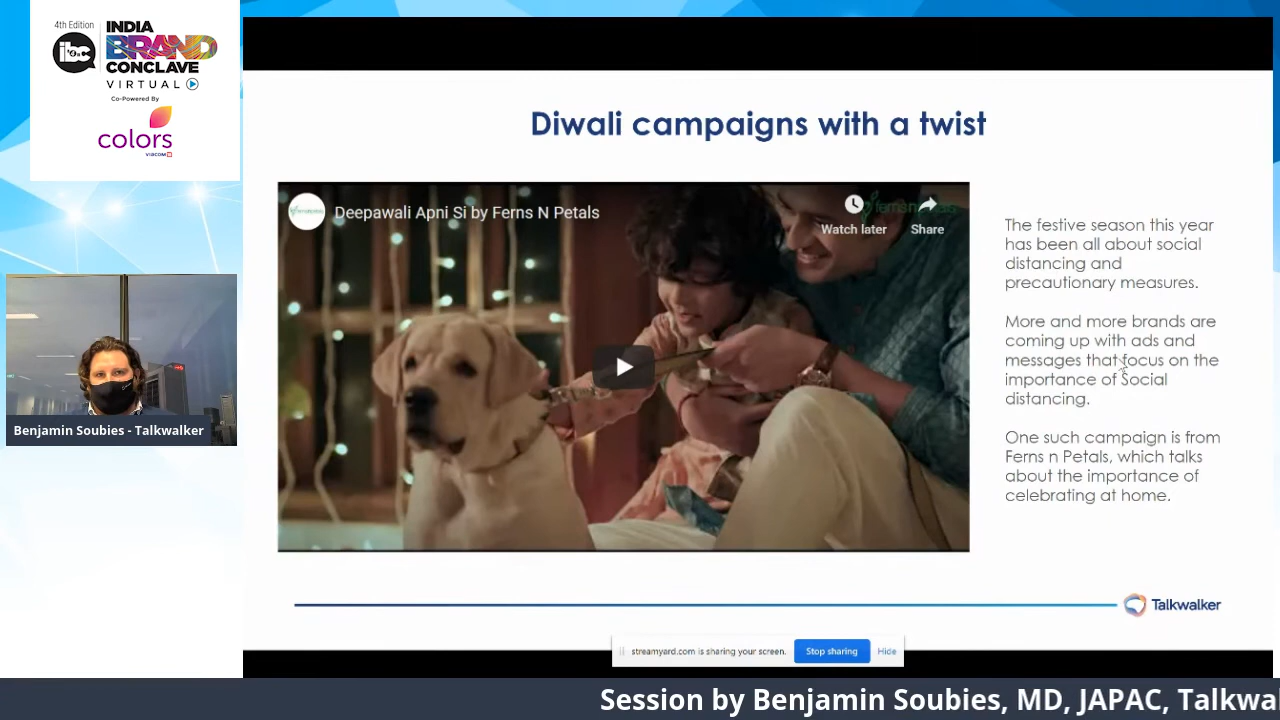 4th Edition
INDIA
BRAND
CONCLAVE
VIRTUAL
Co-Powered By
colors
VIACOM18
Diwali campaigns with a twist
Deepawali Apni Si by Ferns N Petals
Watch later
Share
The festive season this year
has been all about social
distancing and
precautionary measures.
More and more brands are
coming up with ads and
messages that focus on the
importance of Social
distancing.
One such campaign is from
Ferns n Petals, which talks
about the importance of
celebrating at home.
Benjamin Soubies - Talkwalker
Talkwalker
streamyard.com is sharing your screen.
Stop sharing
Hide
Session by Benjamin Soubies, MD, JAPAC, Talkwa